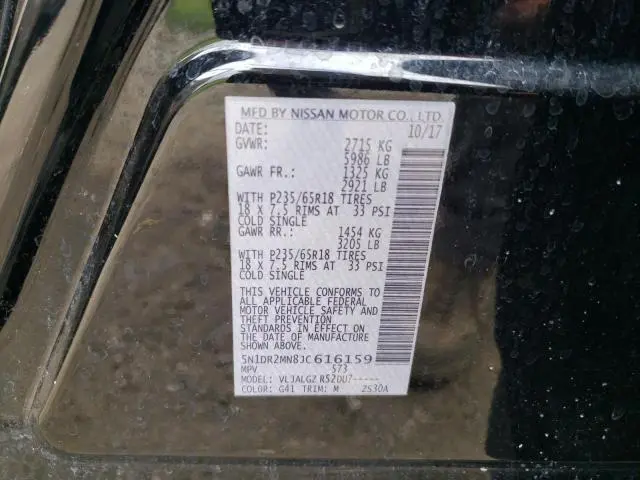 MFD BY NISSAN MOTOR CO., LTD.
DATE: 10/17
GVWR: 2715 KG
5986 LB
GAWR FR.: 1325 KG
2921 LB
WITH P235/65R18 TIRES
18 X 7.5 RIMS AT 33 PSI
COLD SINGLE
GAWR RR.: 1454 KG
3205 LB
WITH P235/65R18 TIRES
18 X 7.5 RIMS AT 33 PSI
COLD SINGLE
THIS VEHICLE CONFORMS TO
ALL APPLICABLE FEDERAL
MOTOR VEHICLE SAFETY AND
THEFT PREVENTION
STANDARDS IN EFFECT ON
THE DATE OF MANUFACTURE
SHOWN ABOVE.
5N1DR2MN8JC616159
MPV 573
MODEL: VLJALGZ R52DU7-----
COLOR: G41 TRIM: M 2S30A